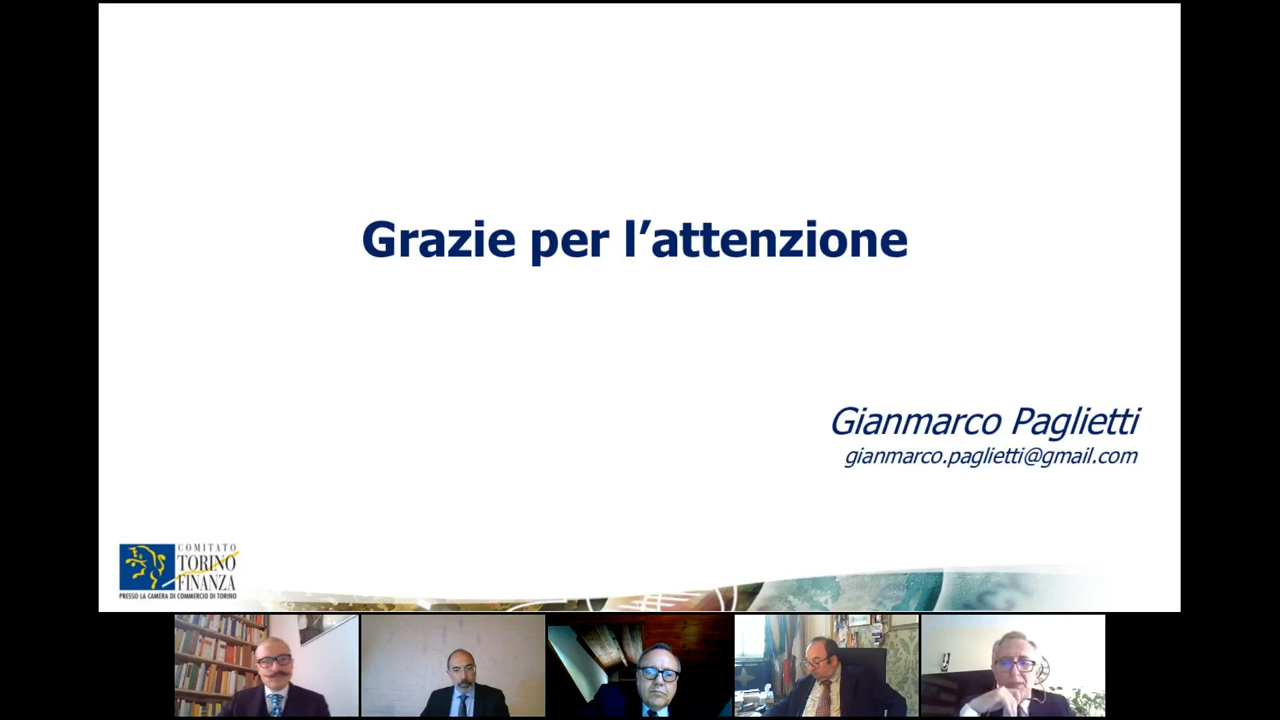 Grazie per l’attenzione
Gianmarco Paglietti
gianmarco.paglietti@gmail.com
COMITATO
TORINO
FINANZA
PRESSO LA CAMERA DI COMMERCIO DI TORINO